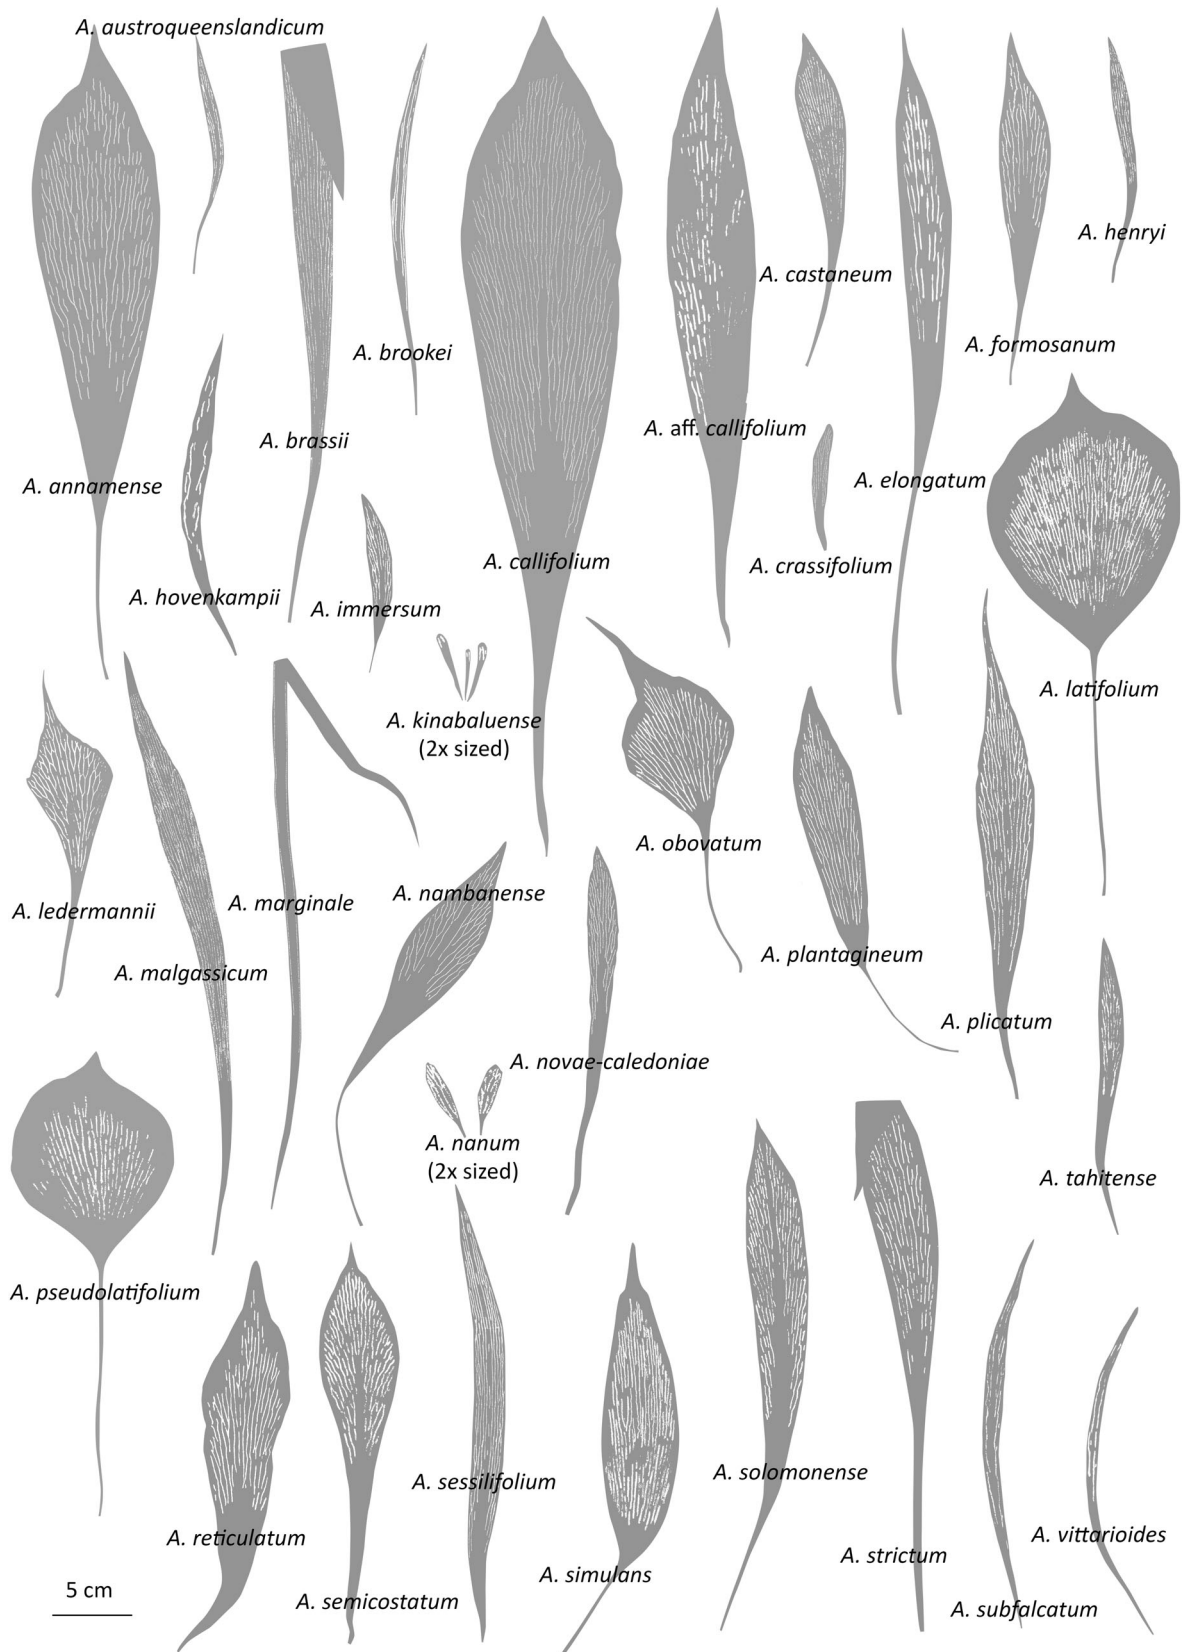 A. austroqueenslandicum
A. henryi
A. castaneum
A. formosanum
A. brookei
A. aff. callifolium
A. brassii
A. elongatum
A. annamense
A. callifolium
A. crassifolium
A. hovenkampii
A. immersum
A. latifolium
A. kinabaluense
(2x sized)
A. obovatum
A. nambanense
A. marginale
A. ledermannii
A. plantagineum
A. malgassicum
A. plicatum
A. novae-caledoniae
A. nanum
(2x sized)
A. tahitense
A. pseudolatifolium
A. solomonense
A. sessilifolium
A. vittarioides
A. reticulatum
A. strictum
A. simulans
5 cm
A. semicostatum
A. subfalcatum